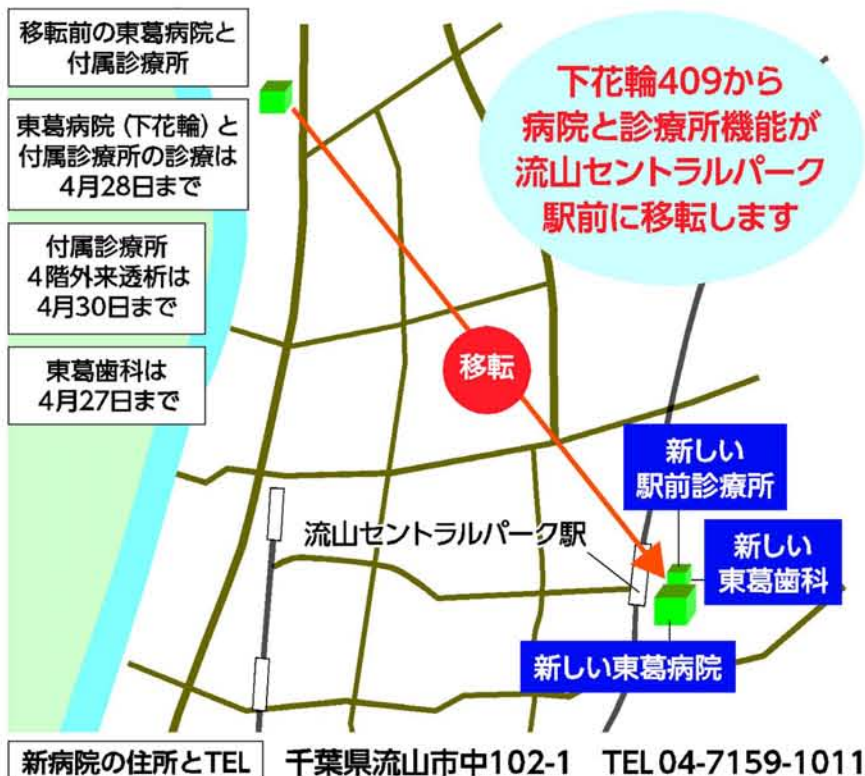 移転前の東葛病院と
付属診療所
東葛病院（下花輪）と
付属診療所の診療は
4月28日まで
付属診療所
4階外来透析は
4月30日まで
東葛歯科は
4月27日まで
下花輪409から
病院と診療所機能が
流山セントラルパーク
駅前に移転します
移転
新しい
駅前診療所
流山セントラルパーク駅
新しい
東葛歯科
新しい東葛病院
新病院の住所とTEL 千葉県流山市中102-1 TEL04-7159-1011